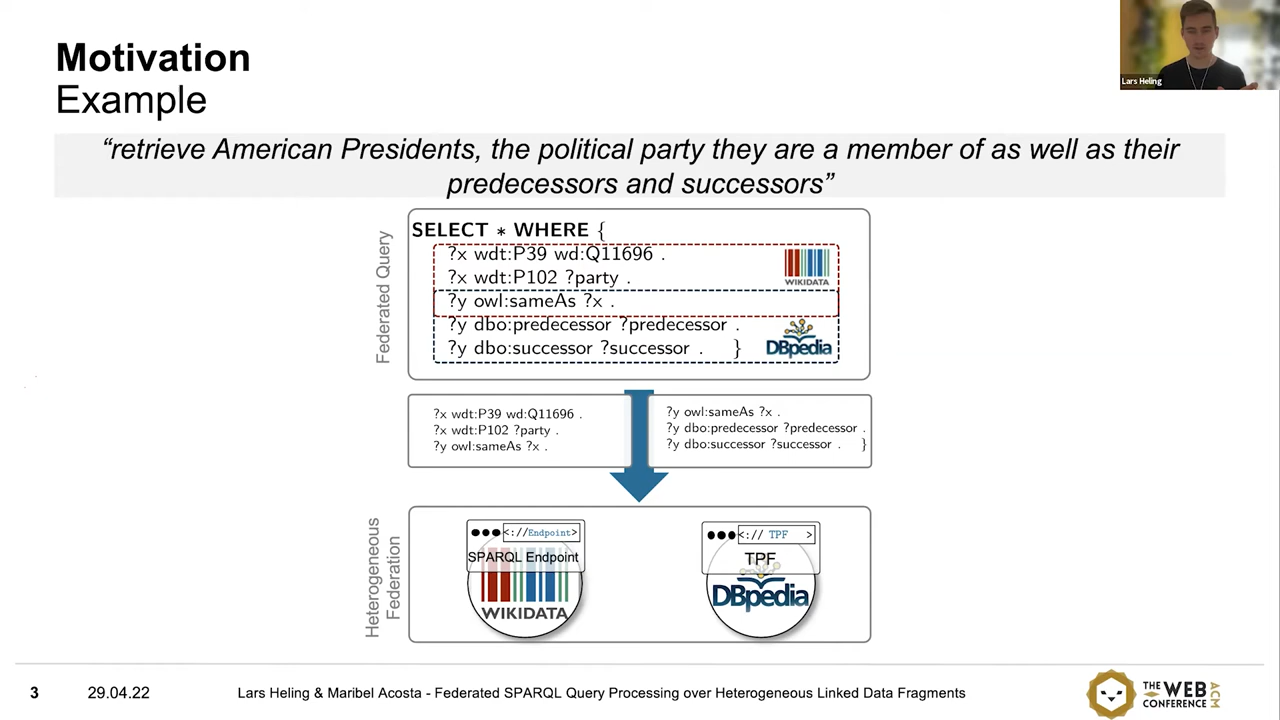 Motivation
Example
Lars Heling
“retrieve American Presidents, the political party they are a member of as well as their
predecessors and successors”
Federated Query
SELECT ∗ WHERE {
?x wdt:P39 wd:Q11696 .
?x wdt:P102 ?party .
WIKIDATA
?y owl:sameAs ?x .
?y dbo:predecessor ?predecessor .
?y dbo:successor ?successor . }
DBpedia
?x wdt:P39 wd:Q11696 .
?x wdt:P102 ?party .
?y owl:sameAs ?x .
?y owl:sameAs ?x .
?y dbo:predecessor ?predecessor .
?y dbo:successor ?successor . }
Heterogeneous
Federation
<://Endpoint>
SPARQL Endpoint
WIKIDATA
<:// TPF >
TPF
DBpedia
3
29.04.22
Lars Heling & Maribel Acosta - Federated SPARQL Query Processing over Heterogeneous Linked Data Fragments
THE WEB
CONFERENCE
ACM